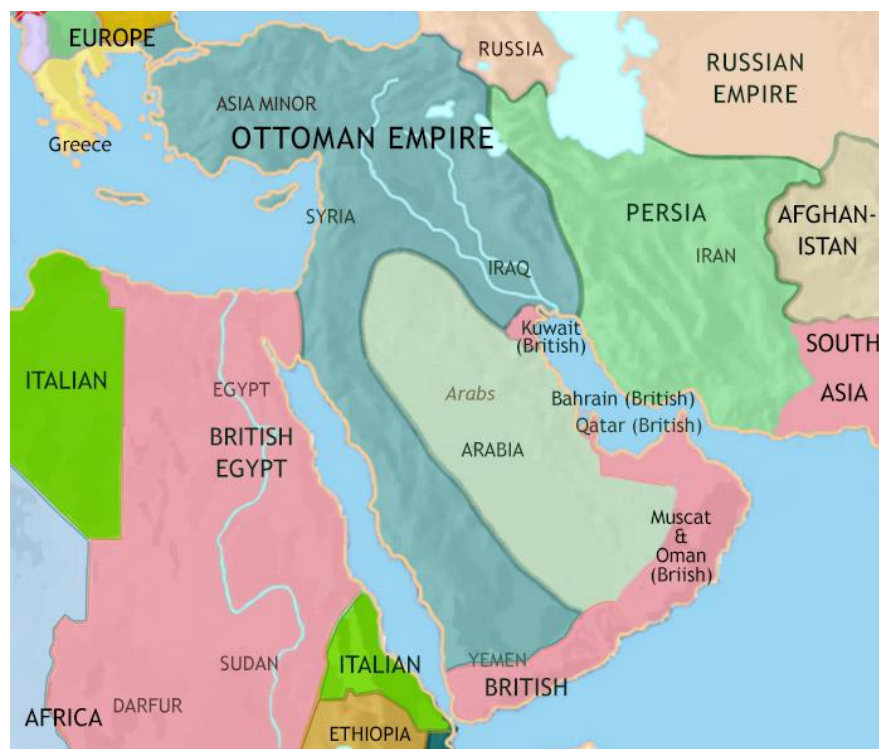 EUROPE
RUSSIA
RUSSIAN
EMPIRE
ASIA MINOR
OTTOMAN EMPIRE
Greece
SYRIA
PERSIA
AFGHAN-
ISTAN
IRAN
IRAQ
Kuwait
(British)
SOUTH
ASIA
ITALIAN
EGYPT
Arabs
Bahrain (British)
Qatar (British)
BRITISH
EGYPT
ARABIA
Muscat
&
Oman
(Briish)
SUDAN
ITALIAN
YEMEN
BRITISH
AFRICA
DARFUR
ETHIOPIA